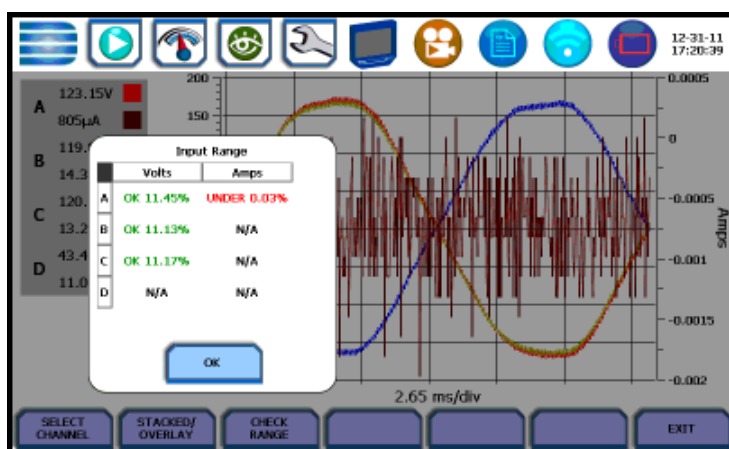 12-31-11
17:20:39
A 123.15V
805µA
B 119.
14.3
C 120.
13.2
D 43.4
11.0
200
150
0.0005
0
-0.0005
-0.001
-0.0015
-0.002
Amps
2.65 ms/div
Input Range
Volts Amps
A OK 11.45% UNDER 0.03%
B OK 11.13% N/A
C OK 11.17% N/A
D N/A N/A
OK
SELECT CHANNEL
STACKED/ OVERLAY
CHECK RANGE
EXIT